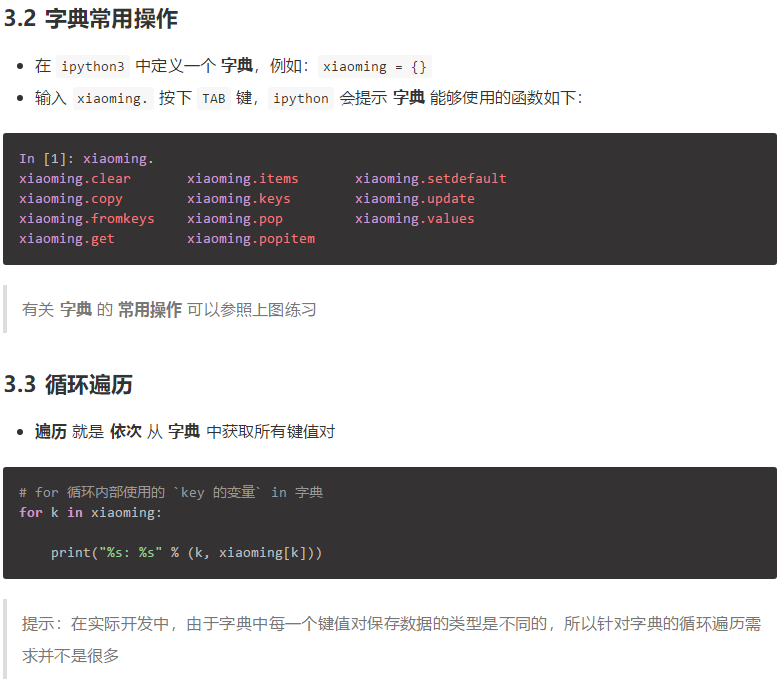 3.2 字典常用操作
在 ipython3 中定义一个 字典，例如：xiaoming = {}
输入 xiaoming. 按下 TAB 键，ipython 会提示 字典 能够使用的函数如下：
In [1]: xiaoming.
xiaoming.clear xiaoming.items xiaoming.setdefault
xiaoming.copy xiaoming.keys xiaoming.update
xiaoming.fromkeys xiaoming.pop xiaoming.values
xiaoming.get xiaoming.popitem
有关 字典 的 常用操作 可以参照上图练习
3.3 循环遍历
遍历 就是 依次 从 字典 中获取所有键值对
# for 循环内部使用的 `key 的变量` in 字典
for k in xiaoming:
print("%s: %s" % (k, xiaoming[k]))
提示：在实际开发中，由于字典中每一个键值对保存数据的类型是不同的，所以针对字典的循环遍历需
求并不是很多